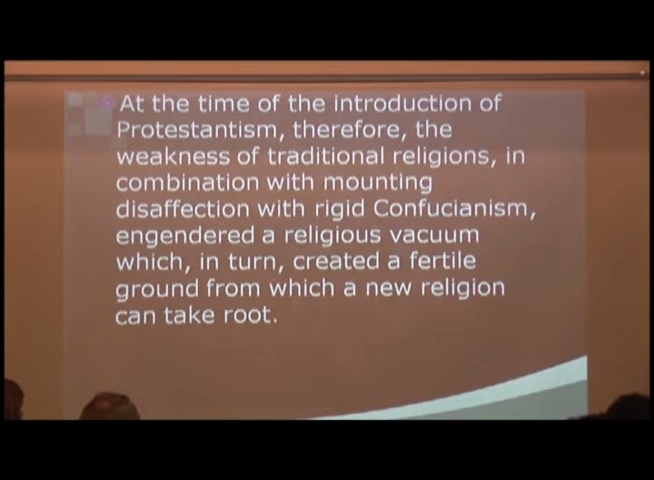 At the time of the introduction of
Protestantism, therefore, the
weakness of traditional religions, in
combination with mounting
disaffection with rigid Confucianism,
engendered a religious vacuum
which, in turn, created a fertile
ground from which a new religion
can take root.